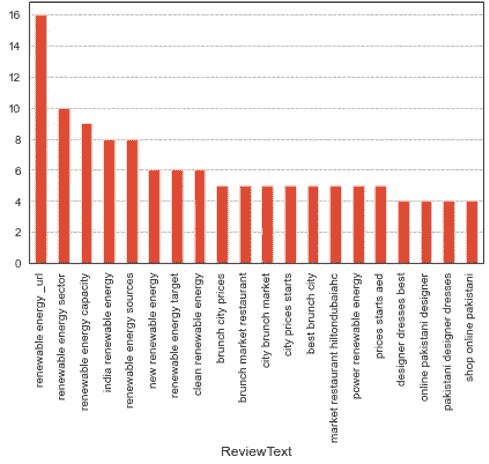 16
14
12
10
8
6
4
2
0
renewable energy _url
renewable energy sector
renewable energy capacity
india renewable energy
renewable energy sources
new renewable energy
renewable energy target
clean renewable energy
brunch city prices
brunch market restaurant
city brunch market
city prices starts
best brunch city
market restaurant hiltondubaiahc
power renewable energy
prices starts aed
designer dresses best
online pakistani designer
pakistani designer dresses
shop online pakistani
ReviewText